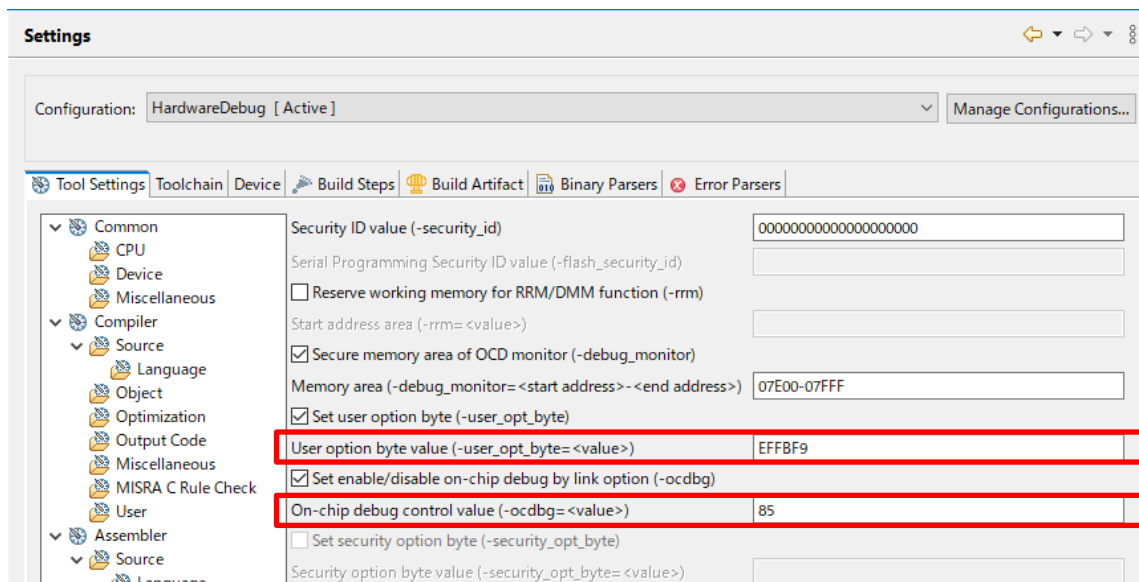 Settings
Configuration: HardwareDebug [ Active ] Manage Configurations...
Tool Settings Toolchain Device Build Steps Build Artifact Binary Parsers Error Parsers
Common
CPU
Device
Miscellaneous
Compiler
Source
Language
Object
Optimization
Output Code
Miscellaneous
MISRA C Rule Check
User
Assembler
Source
Language
Security ID value (-security_id) 00000000000000000000
Serial Programming Security ID value (-flash_security_id)
Reserve working memory for RRM/DMM function (-rrm)
Start address area (-rrm=<value>)
Secure memory area of OCD monitor (-debug_monitor)
Memory area (-debug_monitor=<start address>-<end address>) 07E00-07FFF
Set user option byte (-user_opt_byte)
User option byte value (-user_opt_byte=<value>) EFFBF9
Set enable/disable on-chip debug by link option (-ocdbg)
On-chip debug control value (-ocdbg=<value>) 85
Set security option byte (-security_opt_byte)
Security option byte value (-security_opt_byte=<value>)